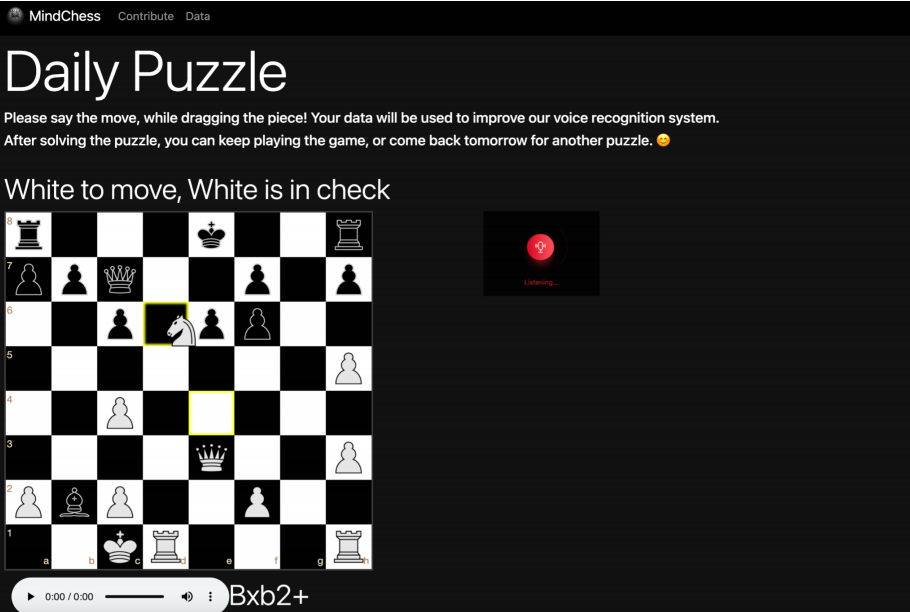 MindChess Contribute Data
Daily Puzzle
Please say the move, while dragging the piece! Your data will be used to improve our voice recognition system.
After solving the puzzle, you can keep playing the game, or come back tomorrow for another puzzle. 😊
White to move, White is in check
8
7
6
5
4
3
2
1
a b c d e f g h
Listening...
0:00 / 0:00
Bxb2+